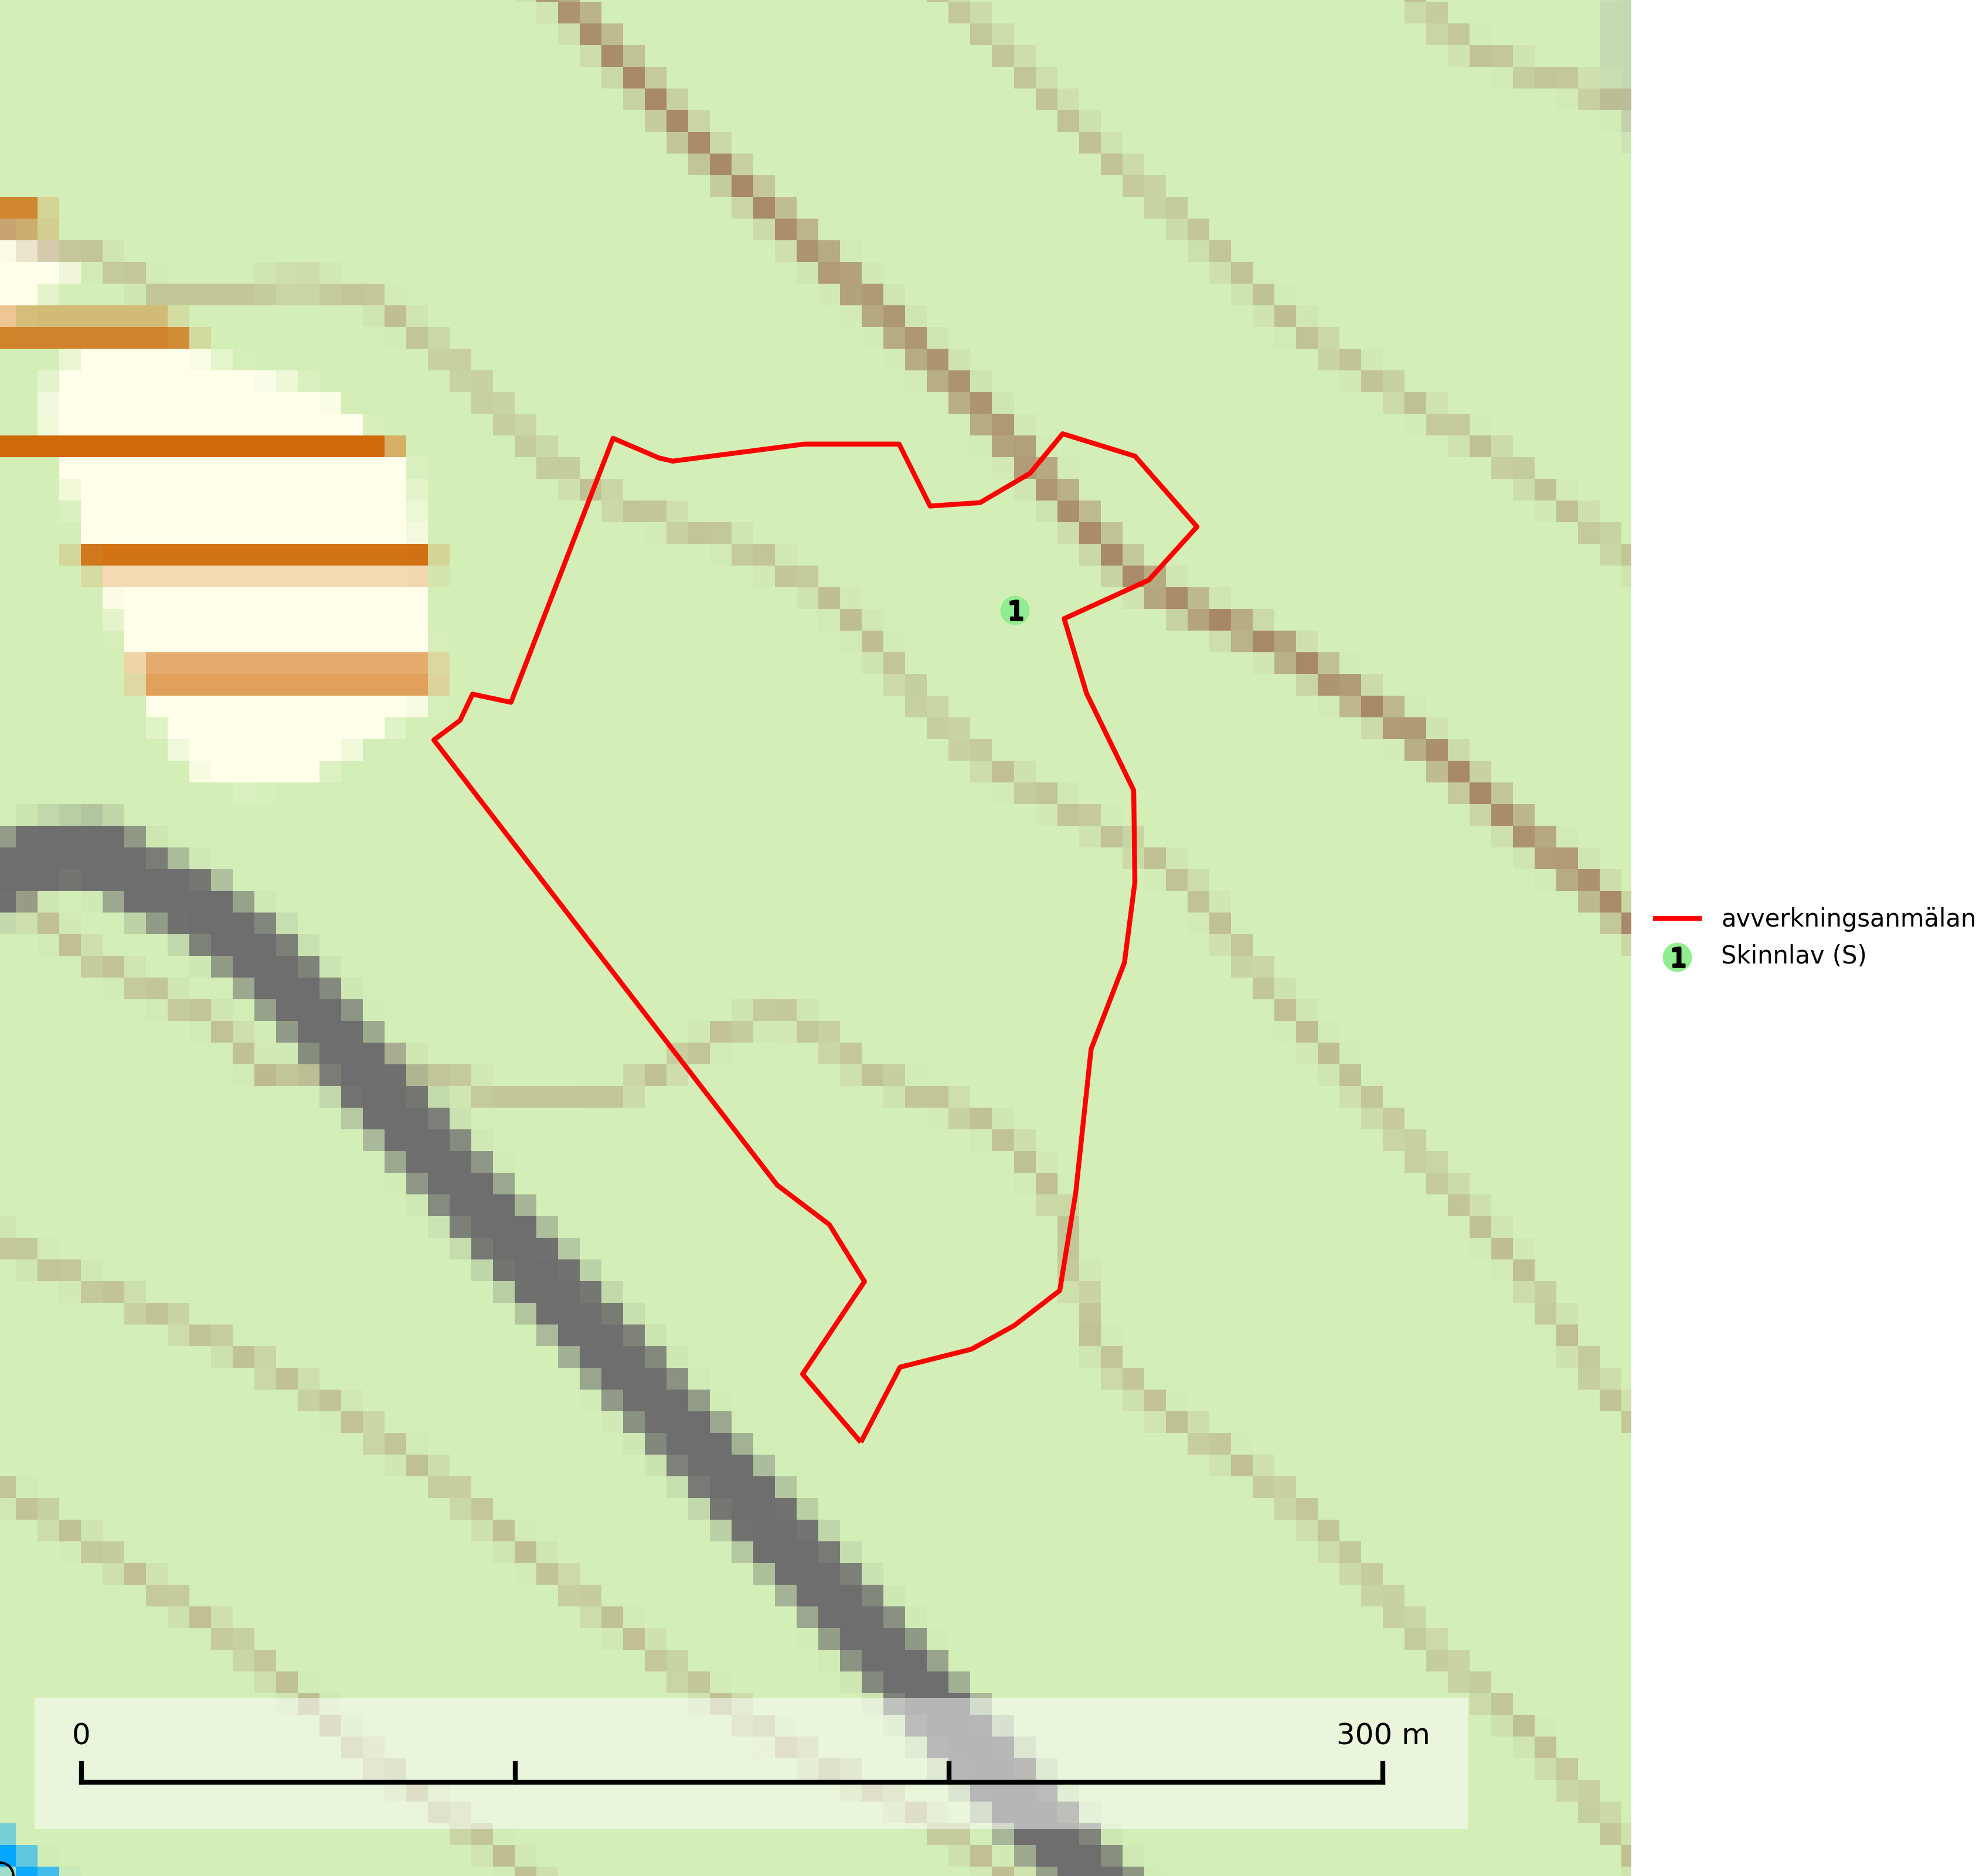 1
avverkningsanmälan
1 Skinnlav (S)
0 300 m